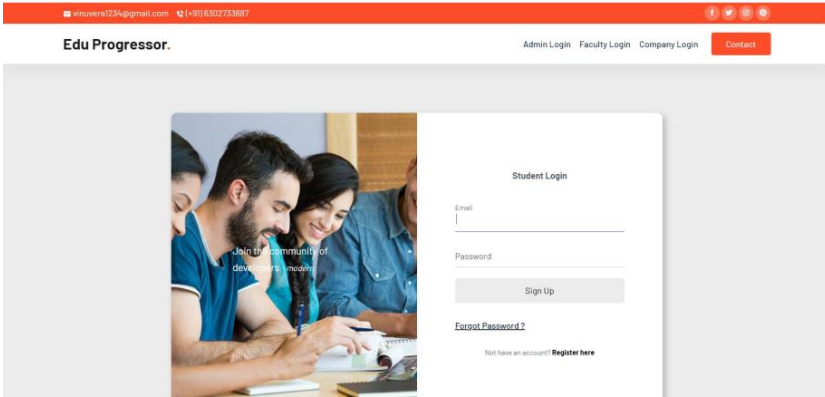 vinuvera1234@gmail.com (+91) 6302733687
Edu Progressor.
Admin Login Faculty Login Company Login Contact
Join the community of
developers - modern
Student Login
Email
Password
Sign Up
Forgot Password ?
Not have an account? Register here